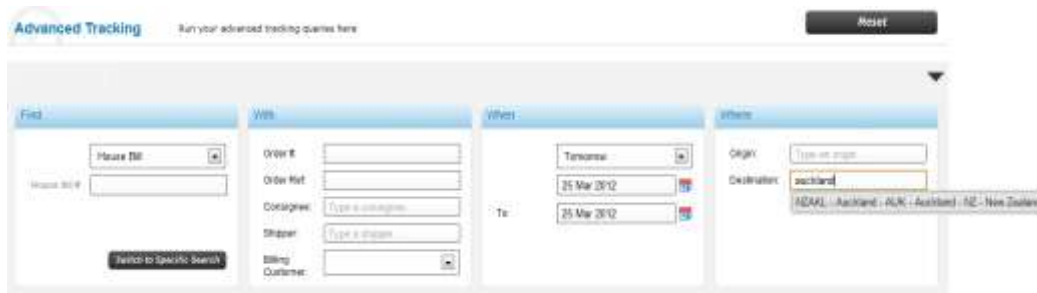 Advanced Tracking
Run your advanced tracking queries here
Reset
Find
House Bill
House Bill #
Switch to Specific Search
With
Order #:
Order Ref:
Consignee:
Type a consignee
Shipper:
Type a shipper
Billing
Customer:
When
Tomorrow
25 Mar 2012
To
25 Mar 2012
Where
Origin:
Type an origin
Destination:
auckland
NZAKL - Auckland - AUK - Auckland - NZ - New Zealan